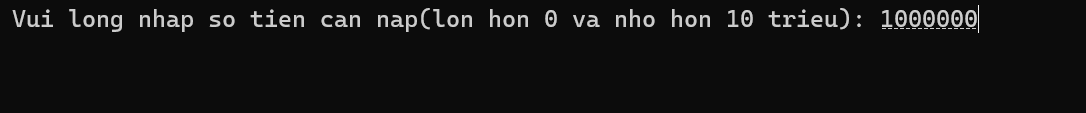 Vui long nhap so tien can nap(lon hon 0 va nho hon 10 trieu): 1000000